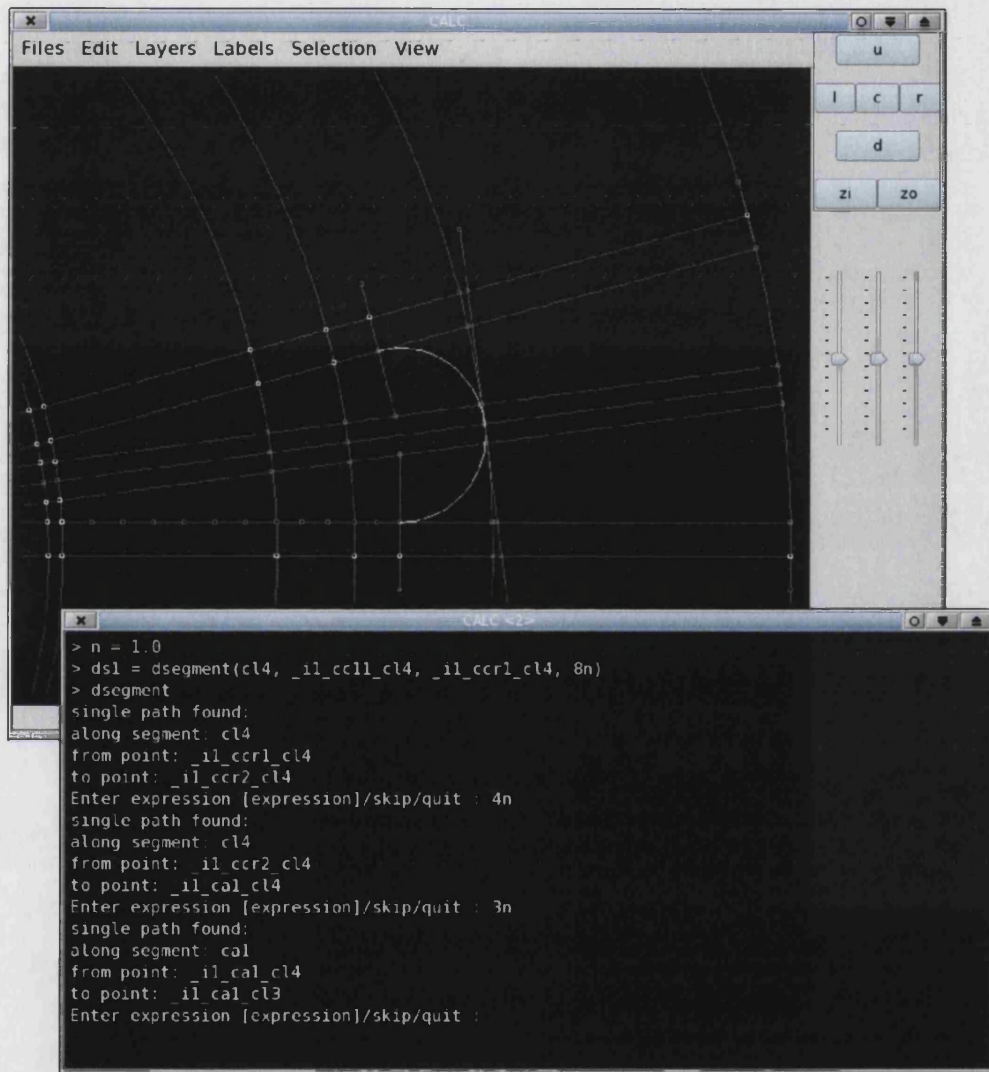 CALC
Files Edit Layers Labels Selection View
u
l c r
d
zi zo
CALC <2>
> n = 1.0
> ds1 = dsegment(cl4, _i1_ccl1_cl4, _i1_ccr1_cl4, 8n)
> dsegment
single path found:
along segment: cl4
from point: _i1_ccr1_cl4
to point: _i1_ccr2_cl4
Enter expression [expression]/skip/quit : 4n
single path found:
along segment: cl4
from point: _i1_ccr2_cl4
to point: _i1_ca1_cl4
Enter expression [expression]/skip/quit : 3n
single path found:
along segment: ca1
from point: _i1_ca1_cl4
to point: _i1_ca1_cl3
Enter expression [expression]/skip/quit :